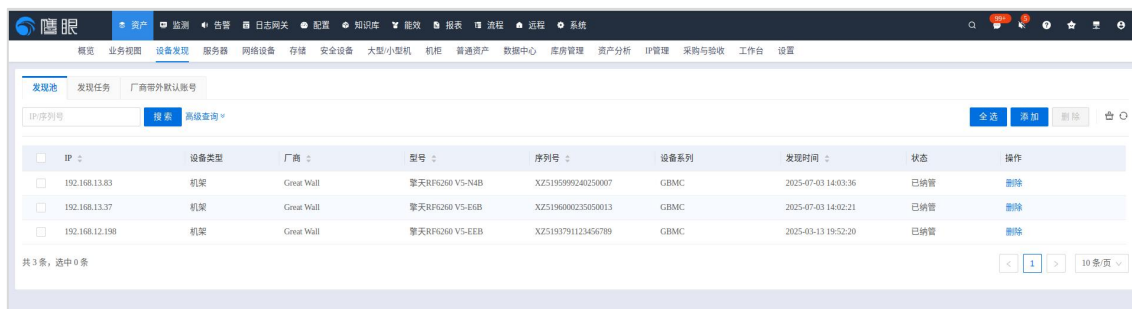 鹰眼 资产 监测 告警 日志网关 配置 知识库 能效 报表 流程 远程 系统 99+ 5
概览 业务视图 设备发现 服务器 网络设备 存储 安全设备 大型/小型机 机柜 普通资产 数据中心 库房管理 资产分析 IP管理 采购与验收 工作台 设置
发现池 发现任务 厂商带外默认账号
IP/序列号 搜索 高级查询 全选 添加 删除
IP 设备类型 厂商 型号 序列号 设备系列 发现时间 状态 操作
192.168.13.83 机架 Great Wall 擎天RF6260 V5-N4B XZ5195999240250007 GBMC 2025-07-03 14:03:36 已纳管 删除
192.168.13.37 机架 Great Wall 擎天RF6260 V5-E6B XZ5196000235050013 GBMC 2025-07-03 14:02:21 已纳管 删除
192.168.12.198 机架 Great Wall 擎天RF6260 V5-EEB XZ5193791123456789 GBMC 2025-03-13 19:52:20 已纳管 删除
共 3 条，选中 0 条 < 1 > 10 条/页